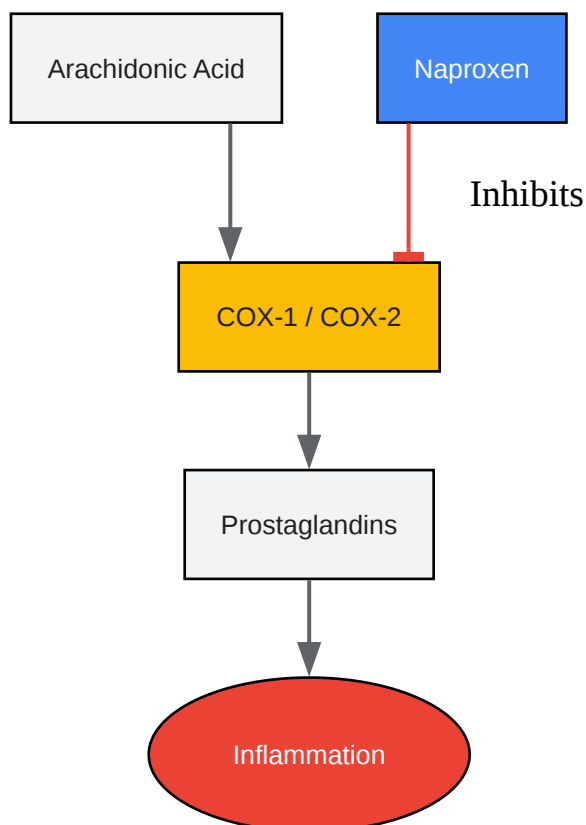 Arachidonic Acid
Naproxen
Inhibits
COX-1 / COX-2
Prostaglandins
Inflammation